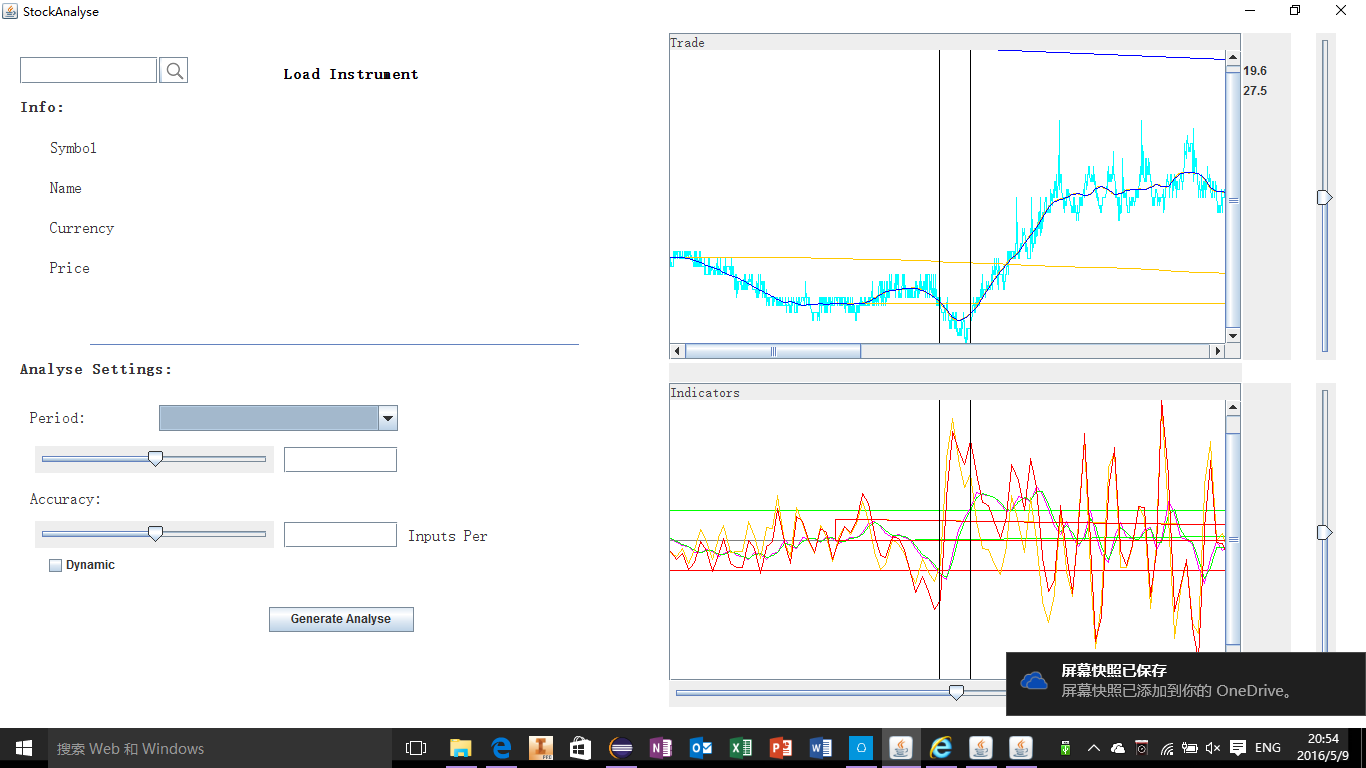 StockAnalyse
Load Instrument
Info:
Symbol
Name
Currency
Price
Analyse Settings:
Period:
Accuracy:
Inputs Per
Dynamic
Generate Analyse
Trade
19.6
27.5
Indicators
屏幕快照已保存
屏幕快照已添加到你的 OneDrive。
搜索 Web 和 Windows
ENG
20:54
2016/5/9